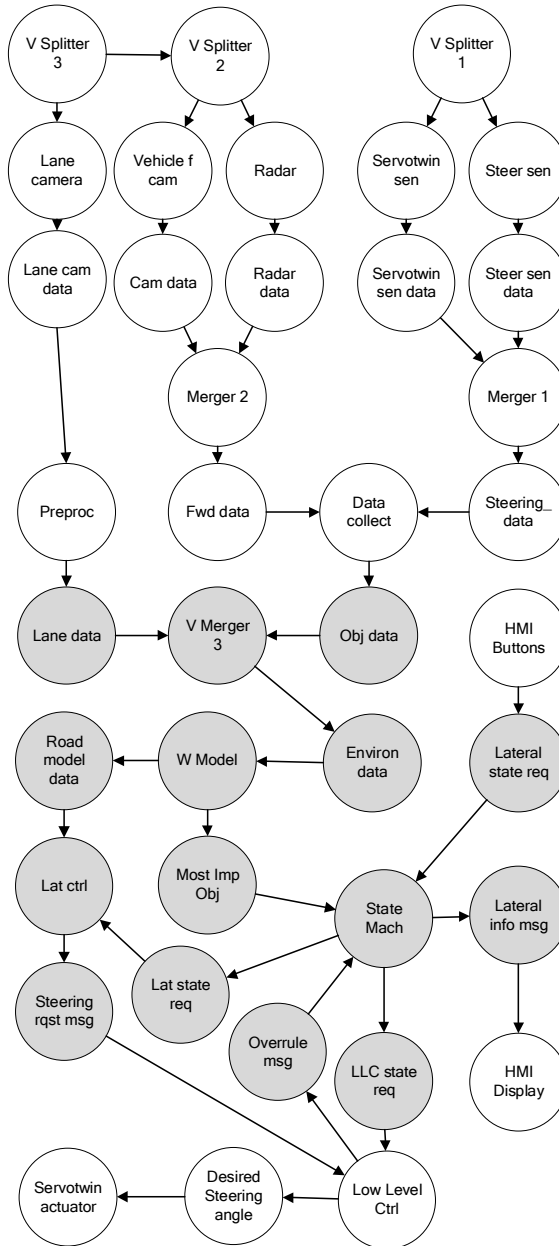 V Splitter
3
V Splitter
2
V Splitter
1
Lane
camera
Vehicle f
cam
Radar
Servotwin
sen
Steer sen
Lane cam
data
Cam data
Radar
data
Servotwin
sen data
Steer sen
data
Merger 2
Merger 1
Preproc
Fwd data
Data
collect
Steering_
data
Lane data
V Merger
3
Obj data
HMI
Buttons
Road
model
data
W Model
Environ
data
Lateral
state req
Lat ctrl
Most Imp
Obj
State
Mach
Lateral
info msg
Steering
rqst msg
Lat state
req
Overrule
msg
LLC state
req
HMI
Display
Servotwin
actuator
Desired
Steering
angle
Low Level
Ctrl